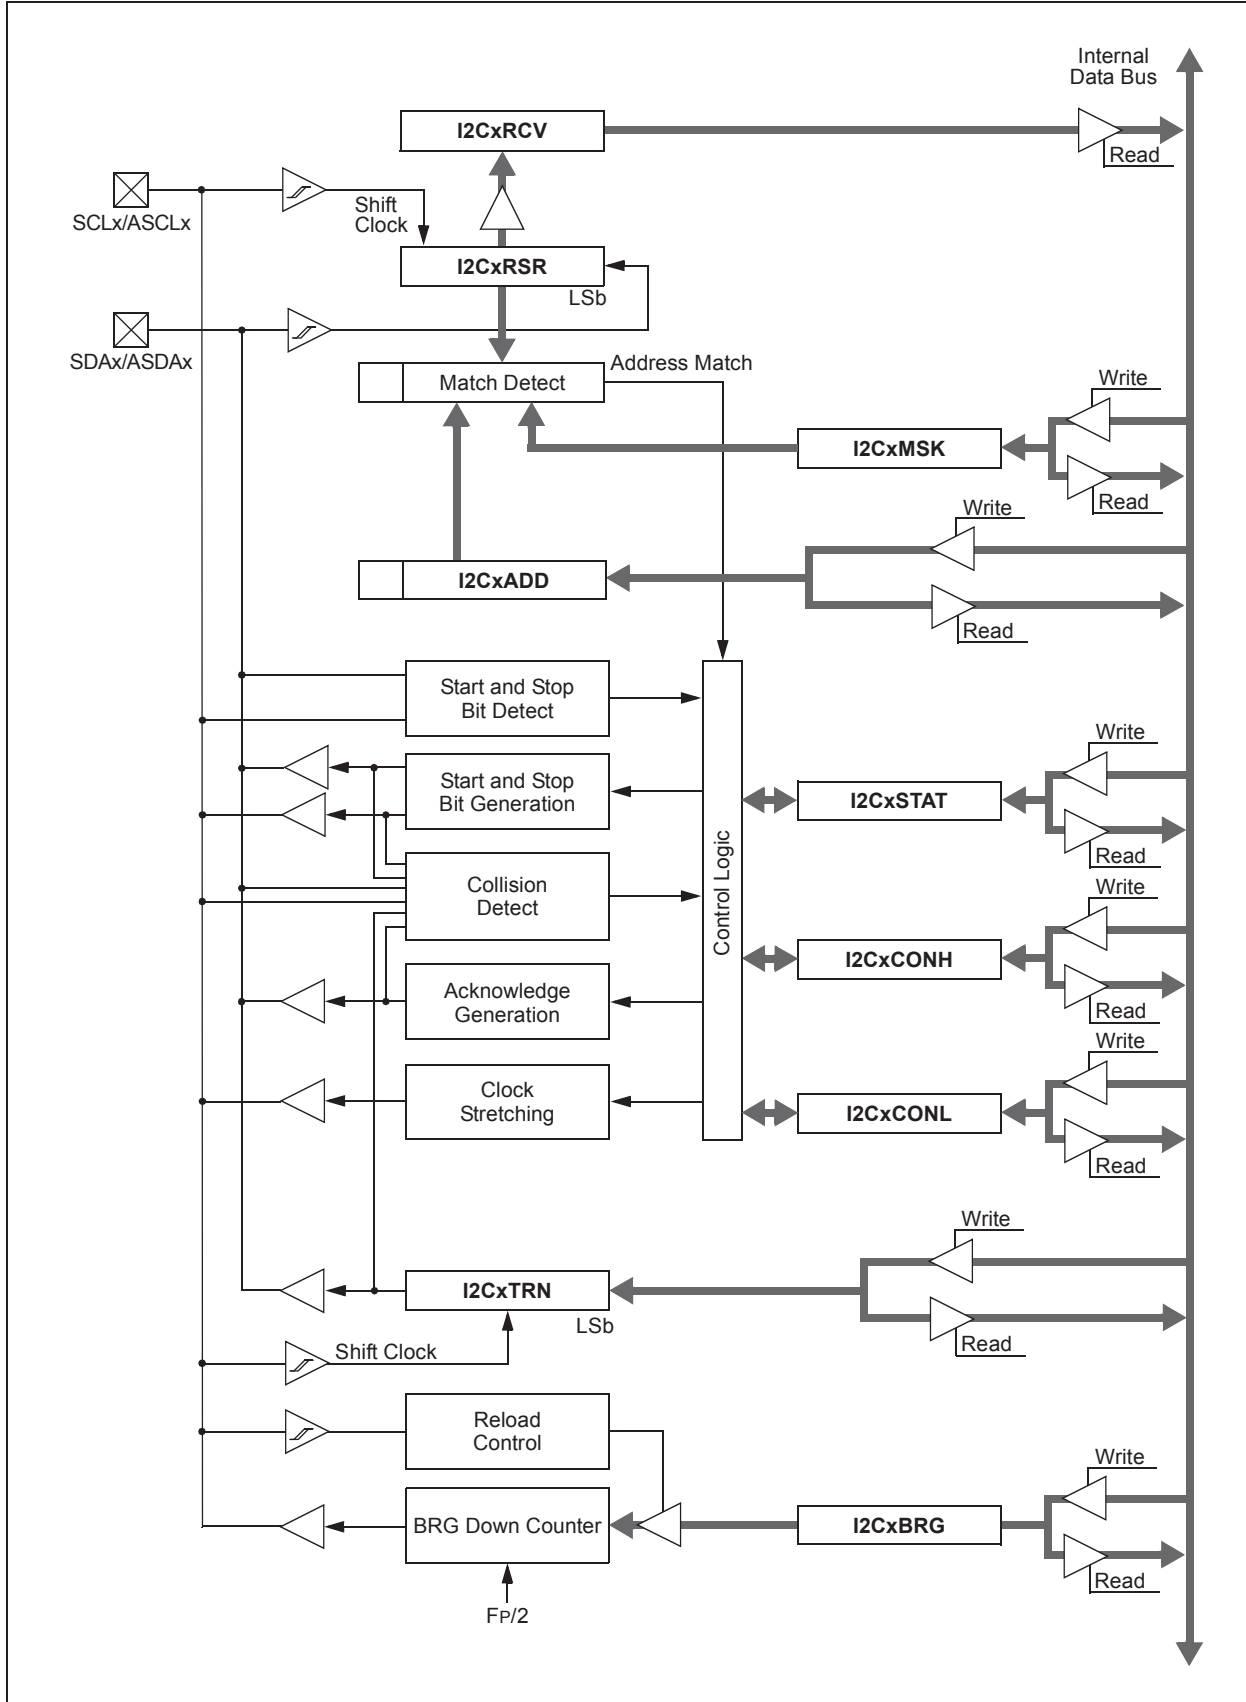 Internal
Data Bus
I2CxRCV
Read
SCLx/ASCLx
Shift
Clock
I2CxRSR
LSb
SDAx/ASDAx
Address Match
Match Detect
Write
I2CxMSK
Read
Write
I2CxADD
Read
Start and Stop
Bit Detect
Write
Start and Stop
Bit Generation
I2CxSTAT
Read
Control Logic
Collision
Detect
Write
I2CxCONH
Read
Acknowledge
Generation
Write
Clock
Stretching
I2CxCONL
Read
Write
I2CxTRN
LSb
Read
Shift Clock
Reload
Control
Write
BRG Down Counter
I2CxBRG
Read
FP/2